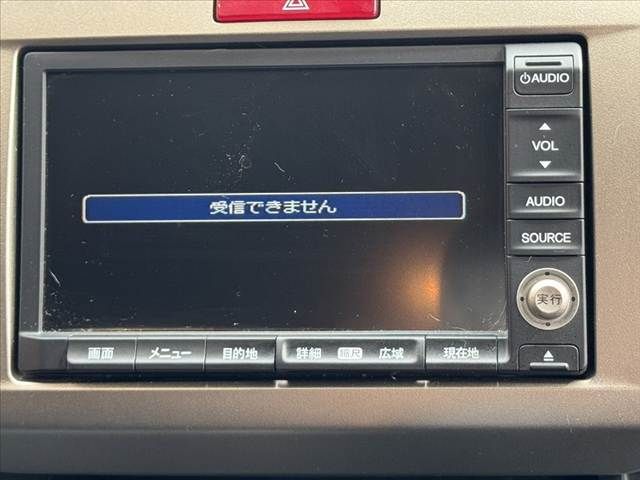 AUDIO
VOL
受信できません
AUDIO
SOURCE
実行
画面 メニュー 目的地 詳細 縮尺 広域 現在地